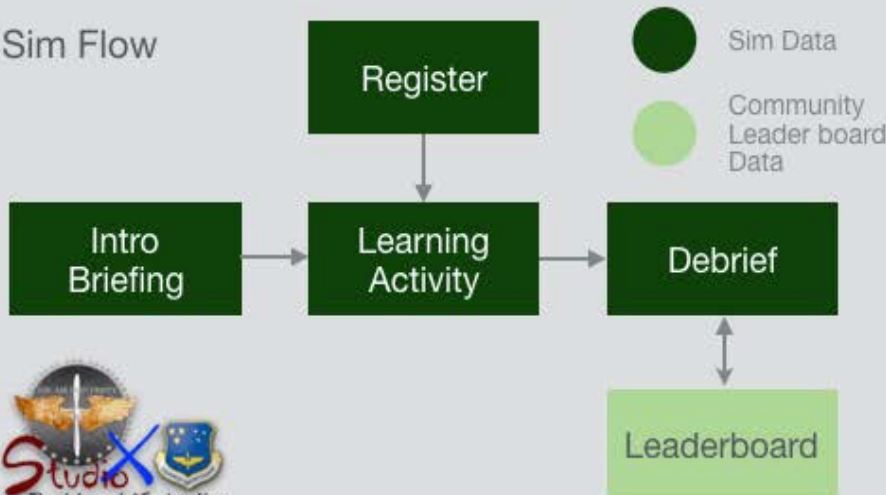 Sim Flow
Register
Sim Data
Community
Leader board
Data
Intro
Briefing
Learning
Activity
Debrief
Leaderboard
Studio X